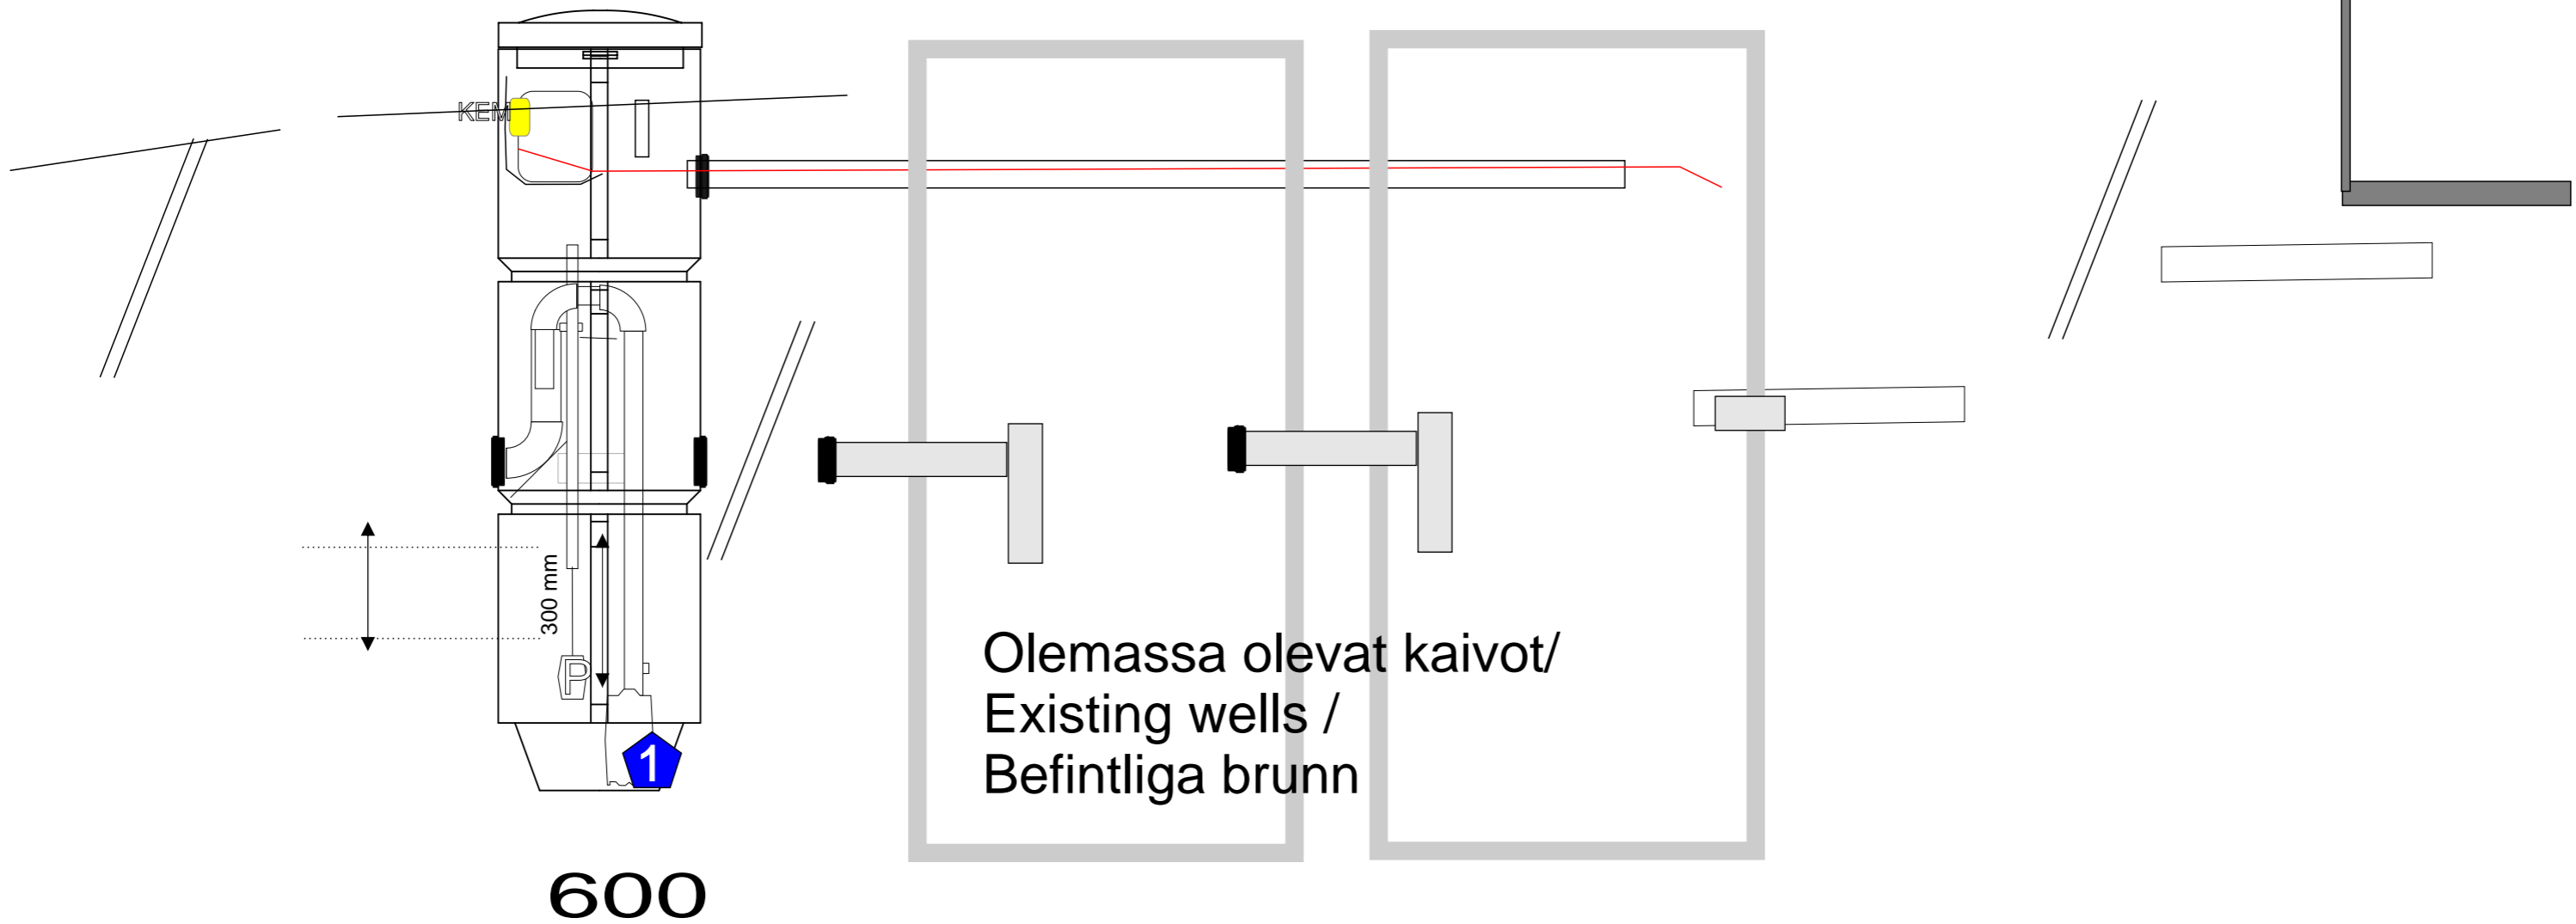 KEM
300 mm
P
1
Olemassa olevat kaivot/
Existing wells /
Befintliga brunn
600